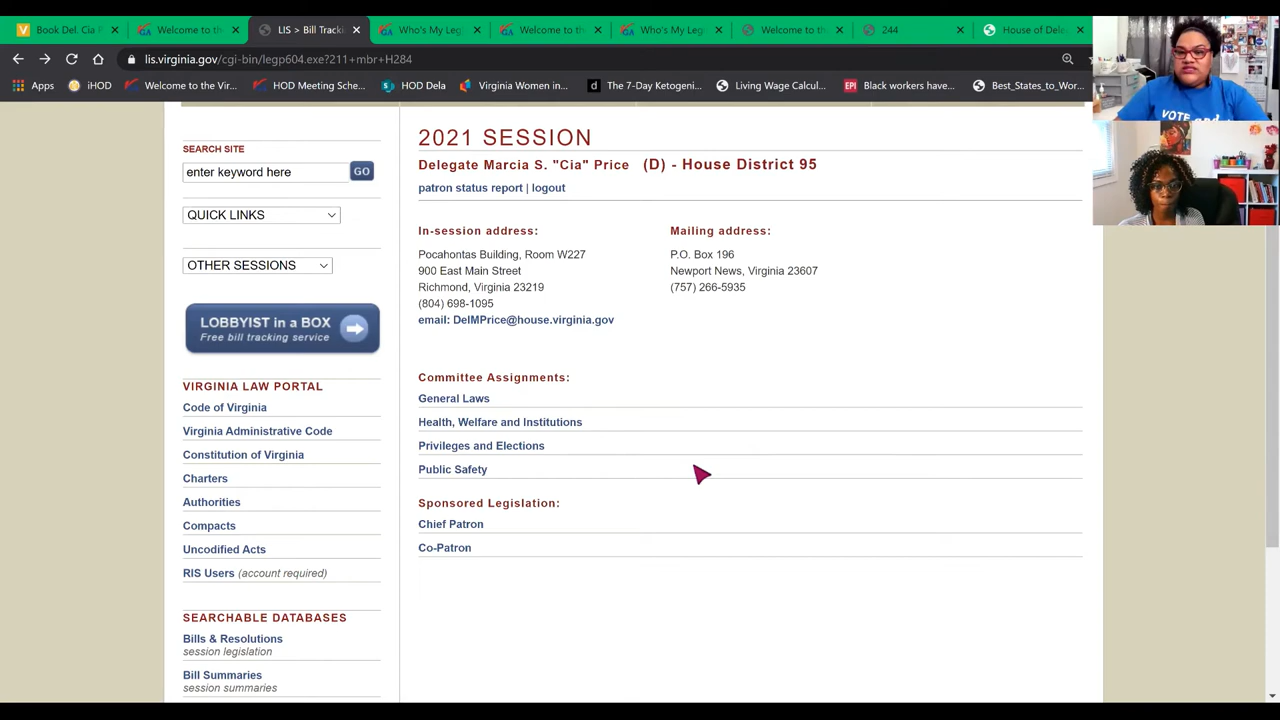 Book Del. Cia P
Welcome to the
LIS > Bill Tracki
Who's My Leg
Welcome to th
Who's My Leg
Welcome to th
244
House of Dele
lis.virginia.gov/cgi-bin/legp604.exe?211+mbr+H284
Apps
iHOD
Welcome to the Vir...
HOD Meeting Sche...
HOD Dela
Virginia Women in...
The 7-Day Ketogeni...
Living Wage Calcul...
EPI
Black workers have...
Best_States_to_Wor...
VOTE and
SEARCH SITE
enter keyword here
GO
QUICK LINKS
OTHER SESSIONS
LOBBYIST in a BOX
Free bill tracking service
VIRGINIA LAW PORTAL
Code of Virginia
Virginia Administrative Code
Constitution of Virginia
Charters
Authorities
Compacts
Uncodified Acts
RIS Users (account required)
SEARCHABLE DATABASES
Bills & Resolutions
session legislation
Bill Summaries
session summaries
2021 SESSION
Delegate Marcia S. "Cia" Price (D) - House District 95
patron status report | logout
In-session address:
Pocahontas Building, Room W227
900 East Main Street
Richmond, Virginia 23219
(804) 698-1095
email: DelMPrice@house.virginia.gov
Mailing address:
P.O. Box 196
Newport News, Virginia 23607
(757) 266-5935
Committee Assignments:
General Laws
Health, Welfare and Institutions
Privileges and Elections
Public Safety
Sponsored Legislation:
Chief Patron
Co-Patron